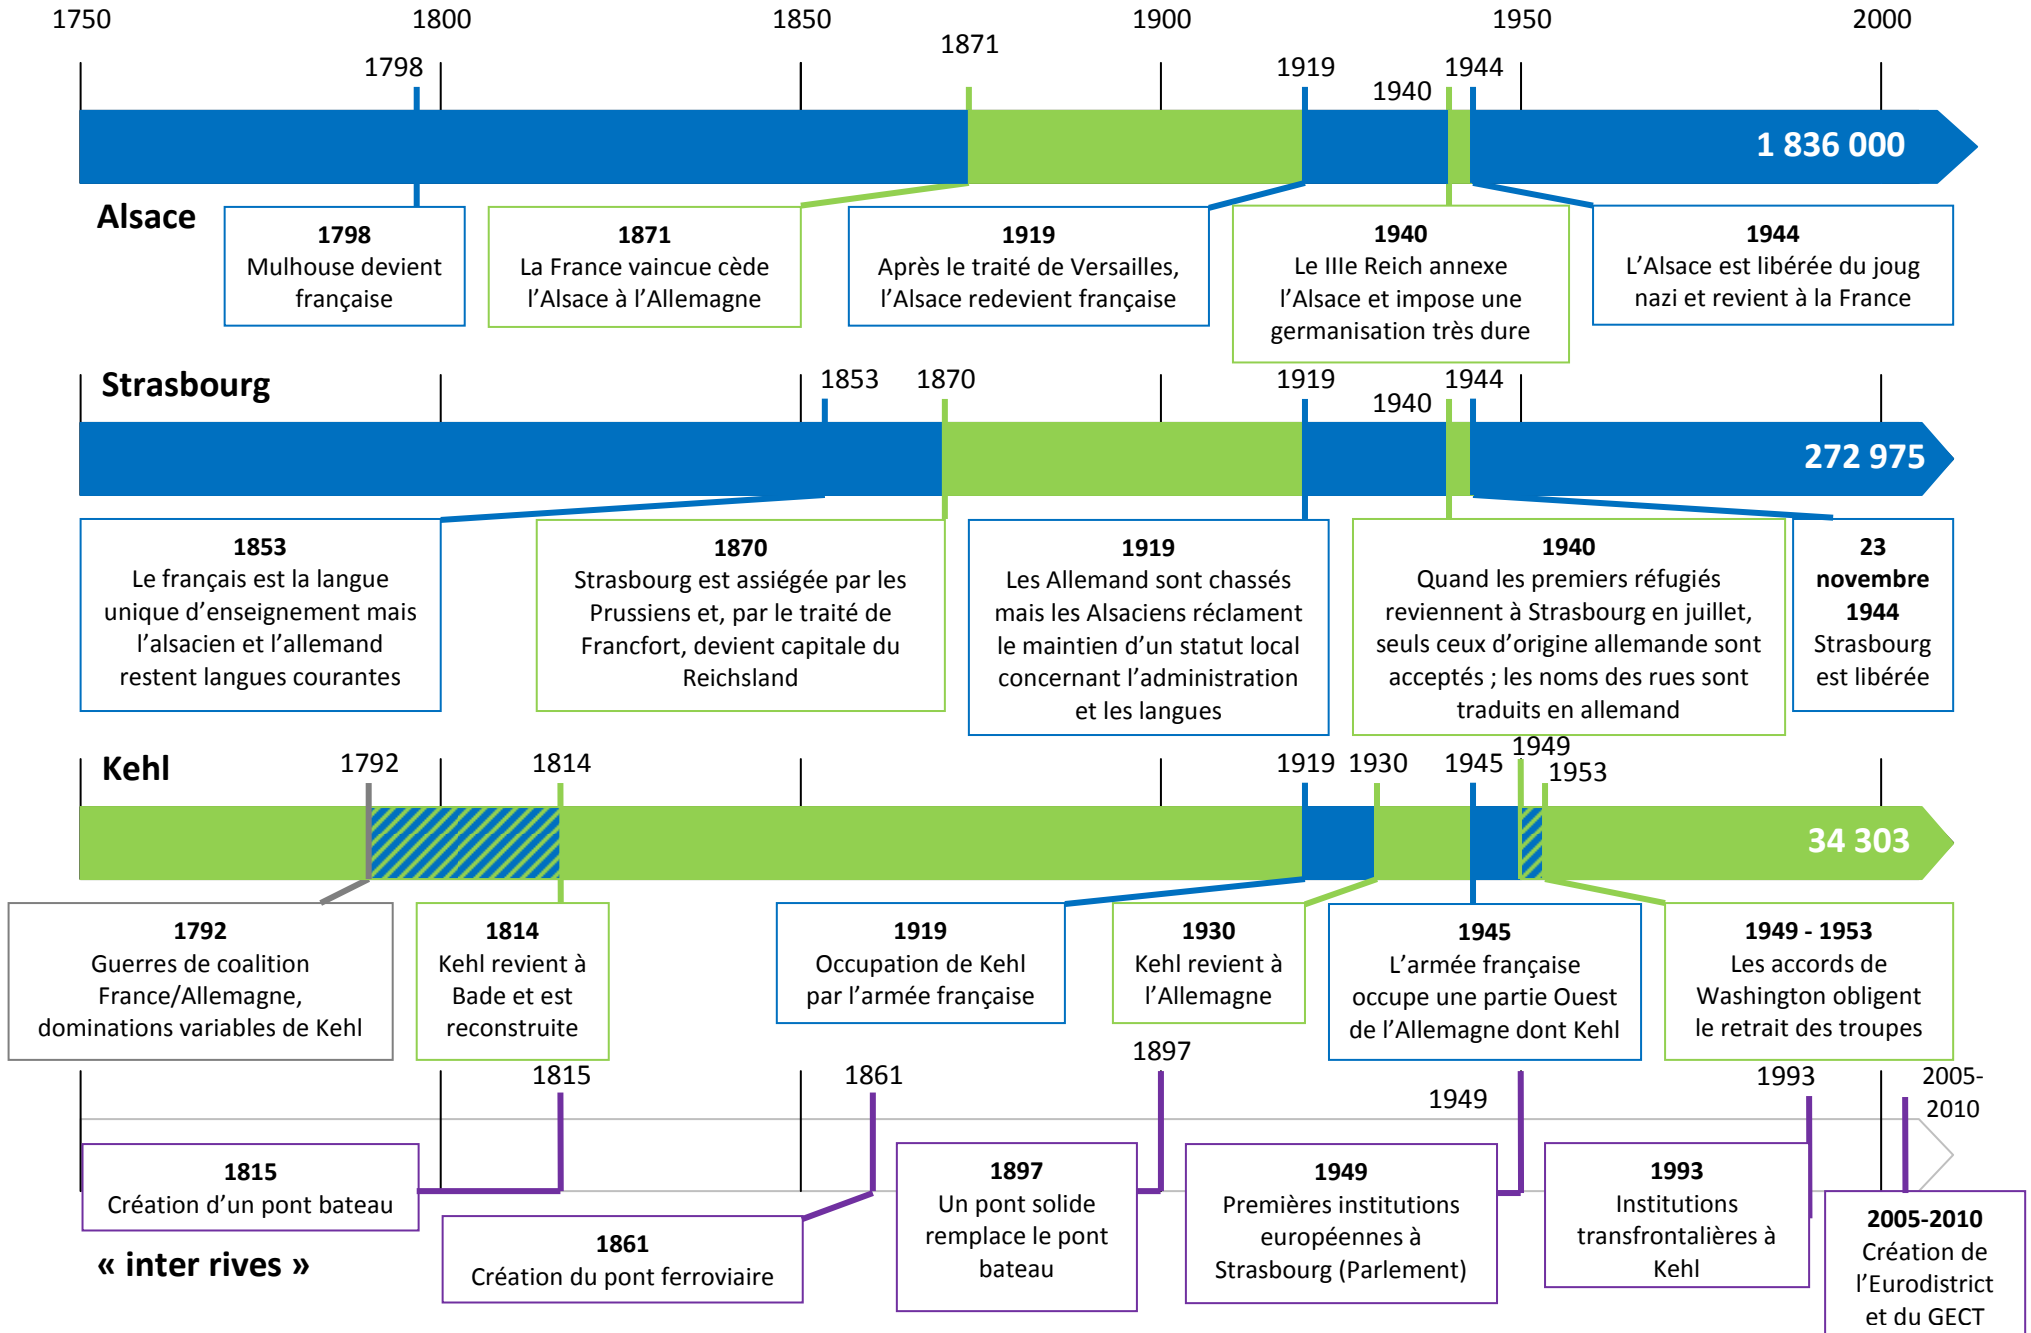 1750
1800
1850
1900
1950
2000
1871
1798
1919
1940
1944
1 836 000
Alsace
1798
Mulhouse devient
française
1871
La France vaincue cède
l’Alsace à l’Allemagne
1919
Après le traité de Versailles,
l’Alsace redevient française
1940
Le IIIe Reich annexe
l’Alsace et impose une
germanisation très dure
1944
L’Alsace est libérée du joug
nazi et revient à la France
Strasbourg
1853
1870
1919
1940
1944
272 975
1853
Le français est la langue
unique d’enseignement mais
l’alsacien et l’allemand
restent langues courantes
1870
Strasbourg est assiégée par les
Prussiens et, par le traité de
Francfort, devient capitale du
Reichsland
1919
Les Allemand sont chassés
mais les Alsaciens réclament
le maintien d’un statut local
concernant l’administration
et les langues
1940
Quand les premiers réfugiés
reviennent à Strasbourg en juillet,
seuls ceux d’origine allemande sont
acceptés ; les noms des rues sont
traduits en allemand
23
novembre
1944
Strasbourg
est libérée
Kehl
1792
1814
1919
1930
1945
1949
1953
34 303
1792
Guerres de coalition
France/Allemagne,
dominations variables de Kehl
1814
Kehl revient à
Bade et est
reconstruite
1919
Occupation de Kehl
par l’armée française
1930
Kehl revient à
l’Allemagne
1945
L’armée française
occupe une partie Ouest
de l’Allemagne dont Kehl
1949 - 1953
Les accords de
Washington obligent
le retrait des troupes
1815
1861
1897
1949
1993
2005-
2010
1815
Création d’un pont bateau
1861
Création du pont ferroviaire
1897
Un pont solide
remplace le pont
bateau
1949
Premières institutions
européennes à
Strasbourg (Parlement)
1993
Institutions
transfrontalières à
Kehl
2005-2010
Création de
l’Eurodistrict
et du GECT
« inter rives »